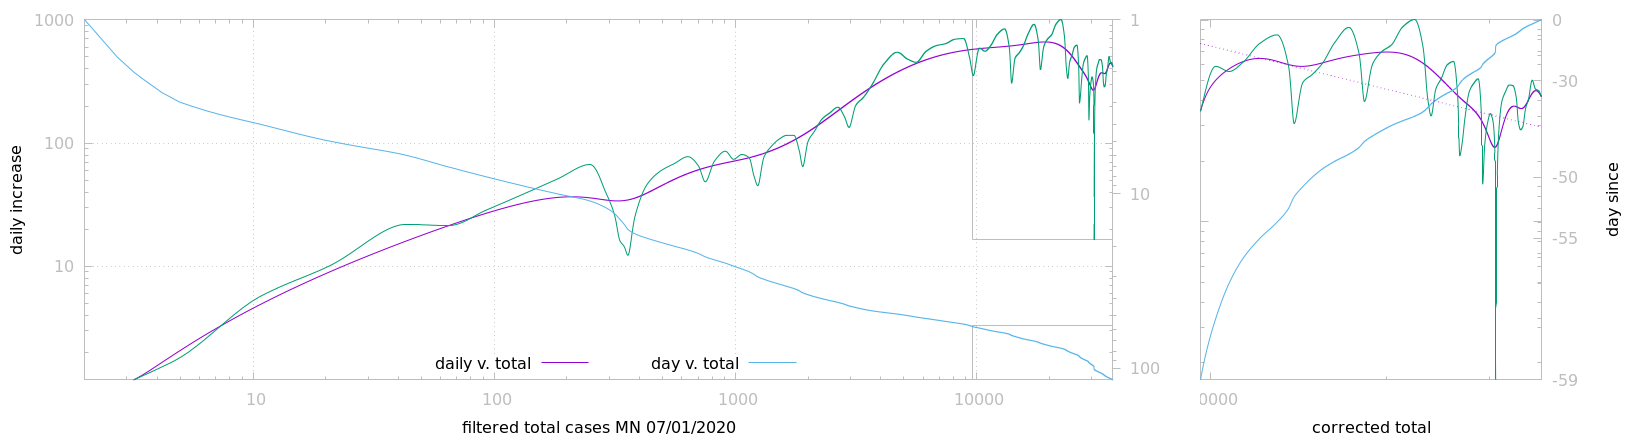 1000
100
10
daily increase
10
100
1000
10000
filtered total cases MN 07/01/2020
daily v. total
day v. total
1
10
100
0000
corrected total
0
-30
-50
-55
-59
day since